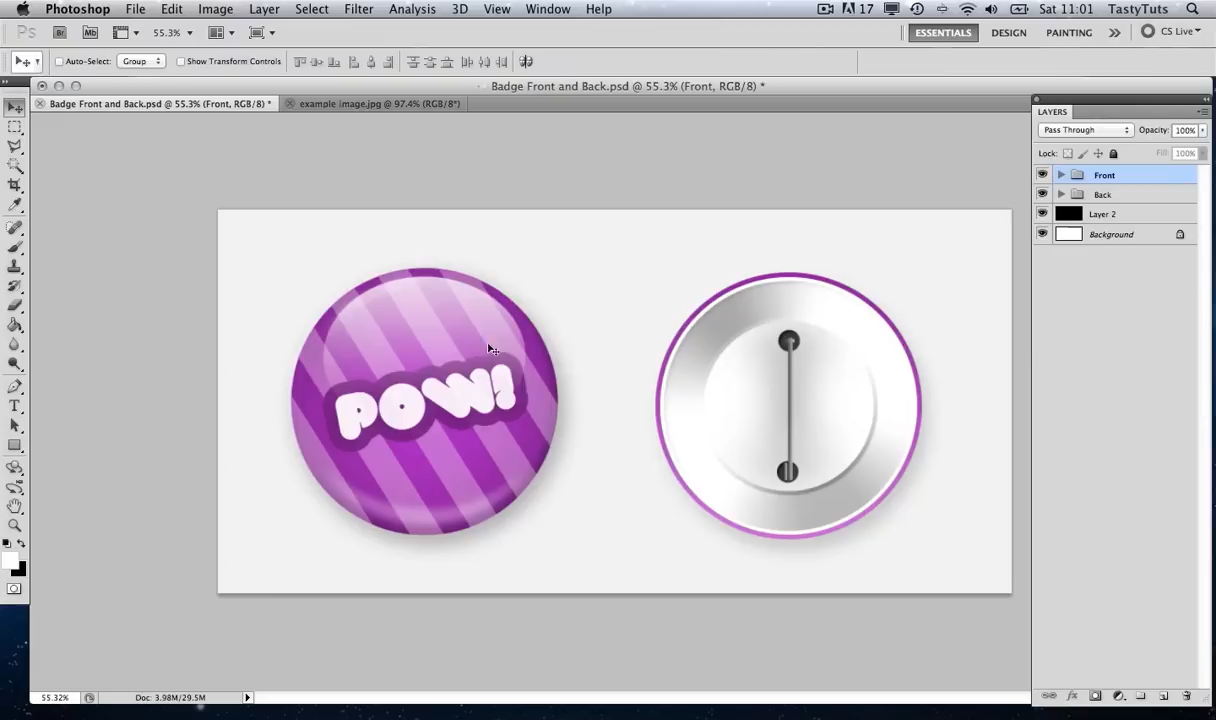 Photoshop File Edit Image Layer Select Filter Analysis 3D View Window Help 17 Sat 11:01 TastyTuts
Ps Br Mb 55.3% ESSENTIALS DESIGN PAINTING >> CS Live
Auto-Select: Group Show Transform Controls
Badge Front and Back.psd @ 55.3% (Front, RGB/8) *
Badge Front and Back.psd @ 55.3% (Front, RGB/8) * example image.jpg @ 97.4% (RGB/8*)
LAYERS
Pass Through Opacity: 100%
Lock: Fill: 100%
Front
Back
Layer 2
Background
POW!
55.32% Doc: 3.98M/29.5M